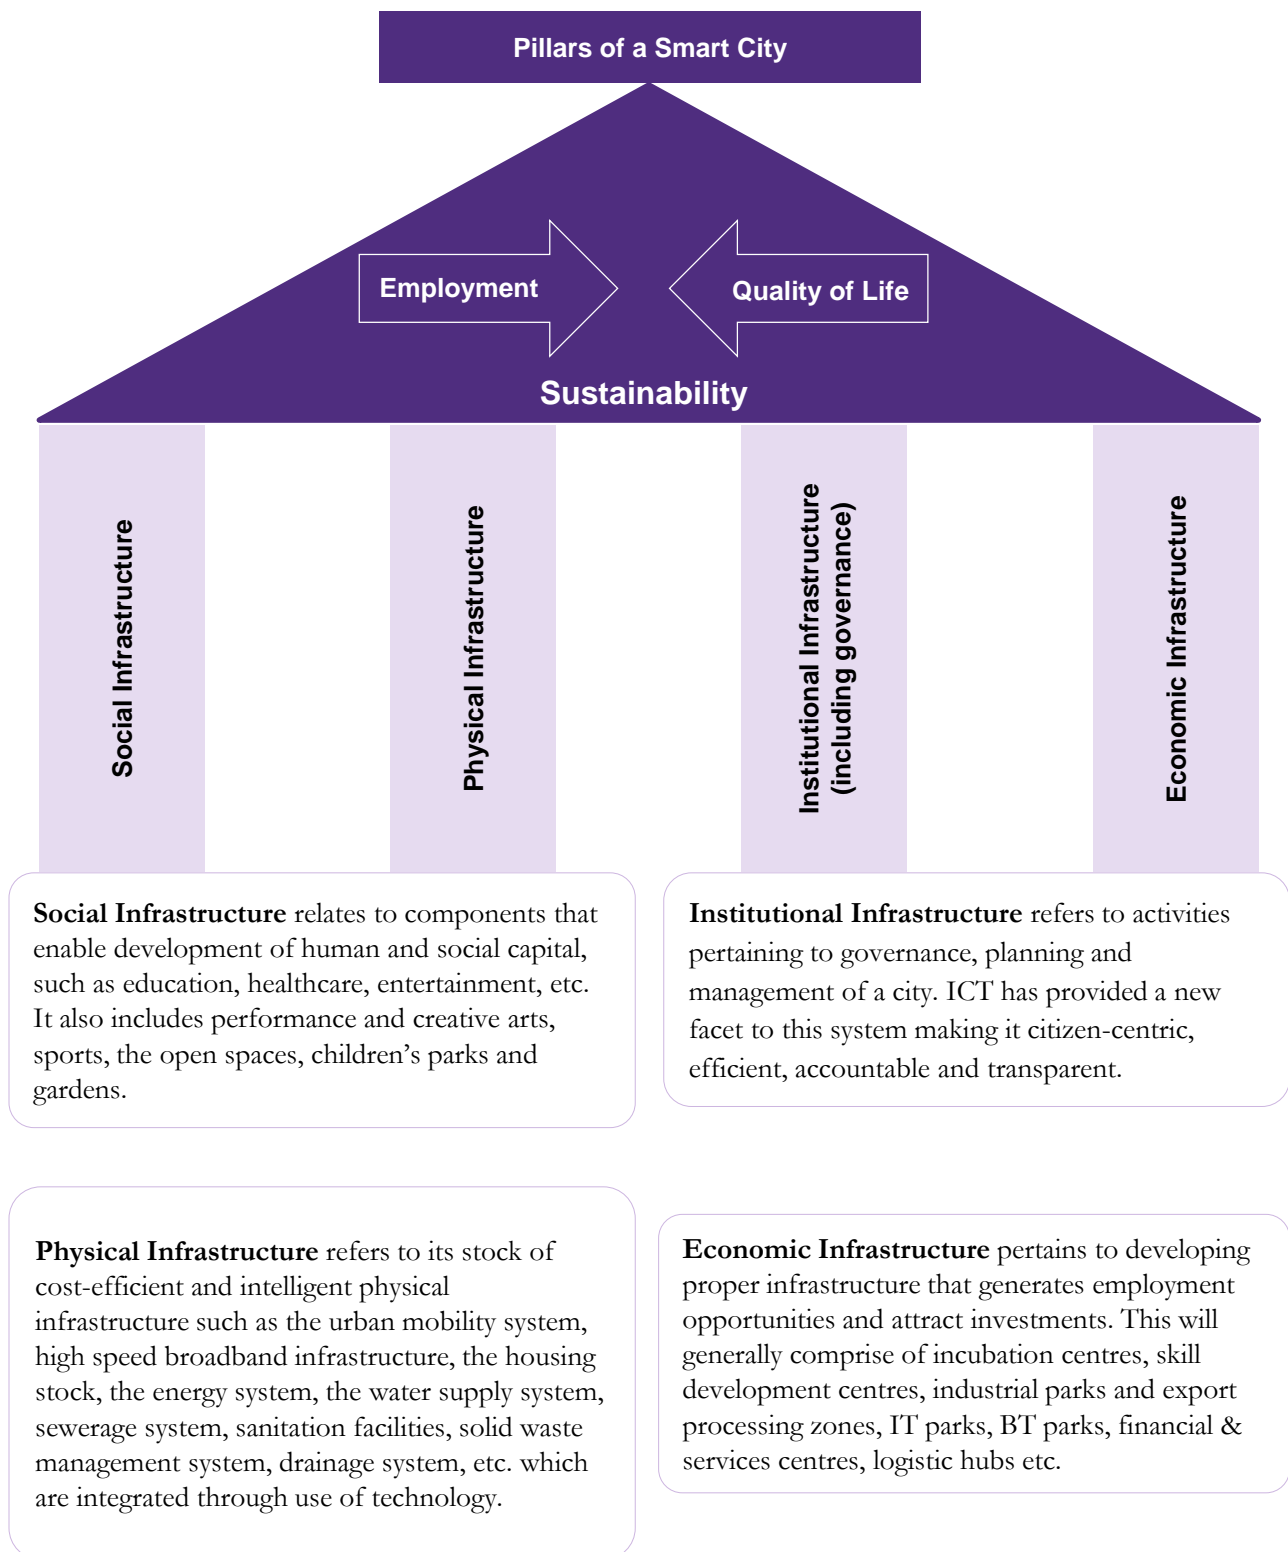 Pillars of a Smart City
Employment
Quality of Life
Sustainability
Social Infrastructure
Physical Infrastructure
Institutional Infrastructure
(including governance)
Economic Infrastructure
Social Infrastructure relates to components that
enable development of human and social capital,
such as education, healthcare, entertainment, etc.
It also includes performance and creative arts,
sports, the open spaces, children’s parks and
gardens.
Institutional Infrastructure refers to activities
pertaining to governance, planning and
management of a city. ICT has provided a new
facet to this system making it citizen-centric,
efficient, accountable and transparent.
Physical Infrastructure refers to its stock of
cost-efficient and intelligent physical
infrastructure such as the urban mobility system,
high speed broadband infrastructure, the housing
stock, the energy system, the water supply system,
sewerage system, sanitation facilities, solid waste
management system, drainage system, etc. which
are integrated through use of technology.
Economic Infrastructure pertains to developing
proper infrastructure that generates employment
opportunities and attract investments. This will
generally comprise of incubation centres, skill
development centres, industrial parks and export
processing zones, IT parks, BT parks, financial &
services centres, logistic hubs etc.